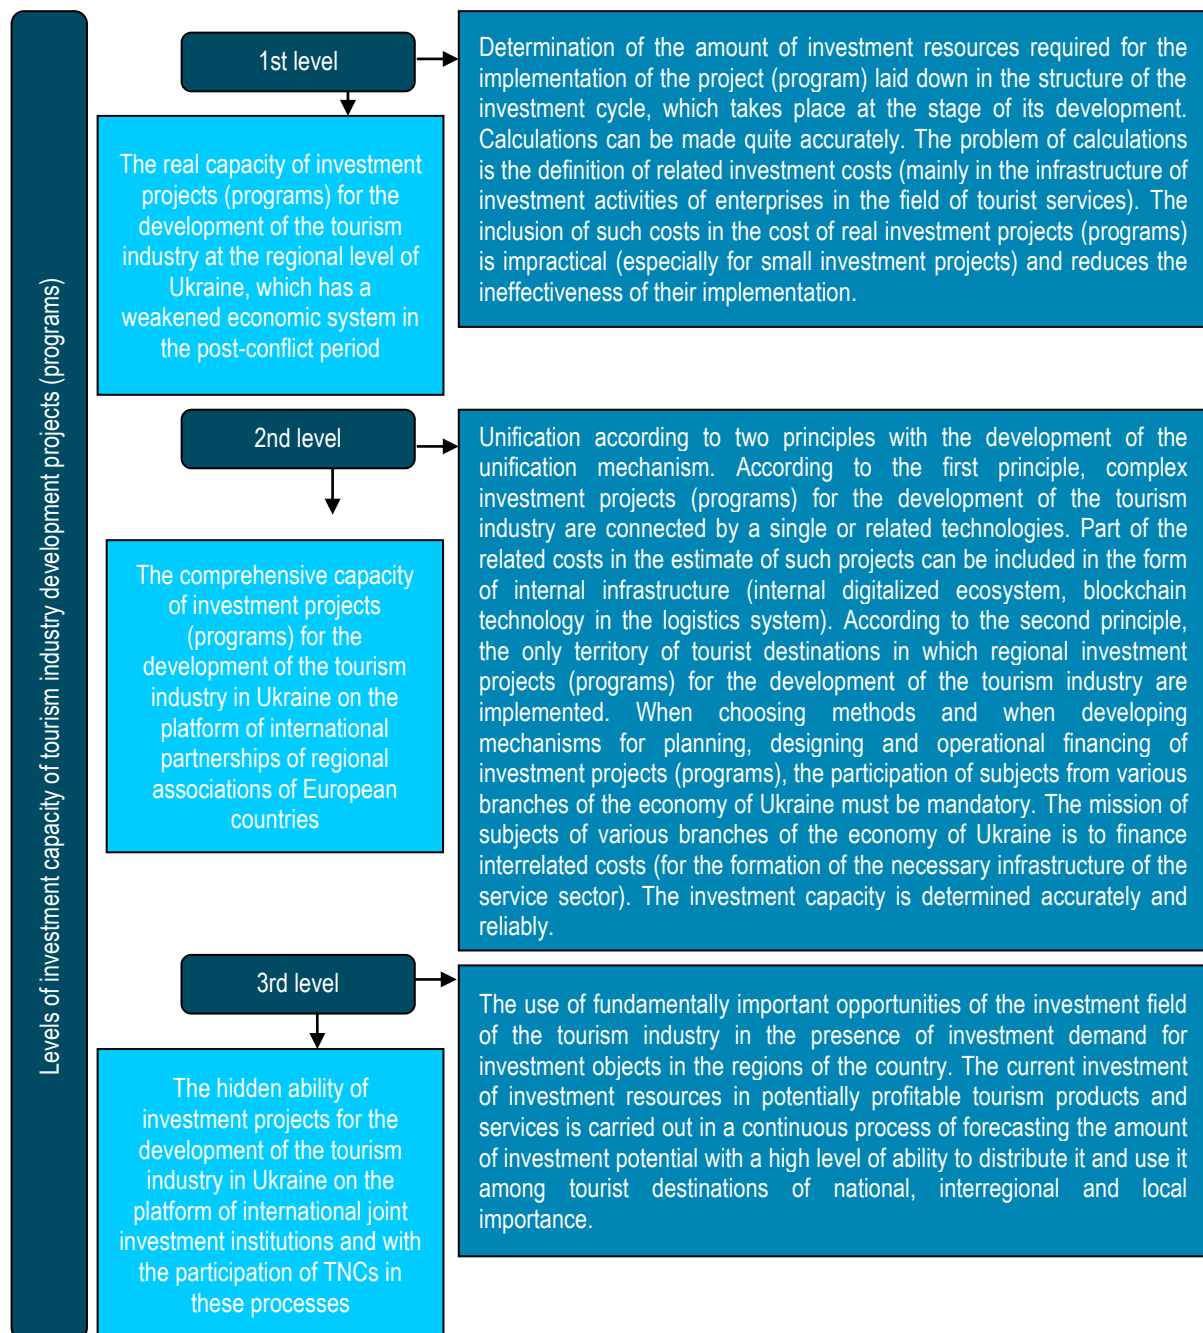 Levels of investment capacity of tourism industry development projects (programs)
1st level
The real capacity of investment
projects (programs) for the
development of the tourism
industry at the regional level of
Ukraine, which has a
weakened economic system in
the post-conflict period
Determination of the amount of investment resources required for the
implementation of the project (program) laid down in the structure of the
investment cycle, which takes place at the stage of its development.
Calculations can be made quite accurately. The problem of calculations
is the definition of related investment costs (mainly in the infrastructure of
investment activities of enterprises in the field of tourist services). The
inclusion of such costs in the cost of real investment projects (programs)
is impractical (especially for small investment projects) and reduces the
ineffectiveness of their implementation.
2nd level
The comprehensive capacity
of investment projects
(programs) for the
development of the tourism
industry in Ukraine on the
platform of international
partnerships of regional
associations of European
countries
Unification according to two principles with the development of the
unification mechanism. According to the first principle, complex
investment projects (programs) for the development of the tourism
industry are connected by a single or related technologies. Part of the
related costs in the estimate of such projects can be included in the form
of internal infrastructure (internal digitalized ecosystem, blockchain
technology in the logistics system). According to the second principle,
the only territory of tourist destinations in which regional investment
projects (programs) for the development of the tourism industry are
implemented. When choosing methods and when developing
mechanisms for planning, designing and operational financing of
investment projects (programs), the participation of subjects from various
branches of the economy of Ukraine must be mandatory. The mission of
subjects of various branches of the economy of Ukraine is to finance
interrelated costs (for the formation of the necessary infrastructure of the
service sector). The investment capacity is determined accurately and
reliably.
3rd level
The hidden ability of
investment projects for the
development of the tourism
industry in Ukraine on the
platform of international joint
investment institutions and with
the participation of TNCs in
these processes
The use of fundamentally important opportunities of the investment field
of the tourism industry in the presence of investment demand for
investment objects in the regions of the country. The current investment
of investment resources in potentially profitable tourism products and
services is carried out in a continuous process of forecasting the amount
of investment potential with a high level of ability to distribute it and use it
among tourist destinations of national, interregional and local
importance.